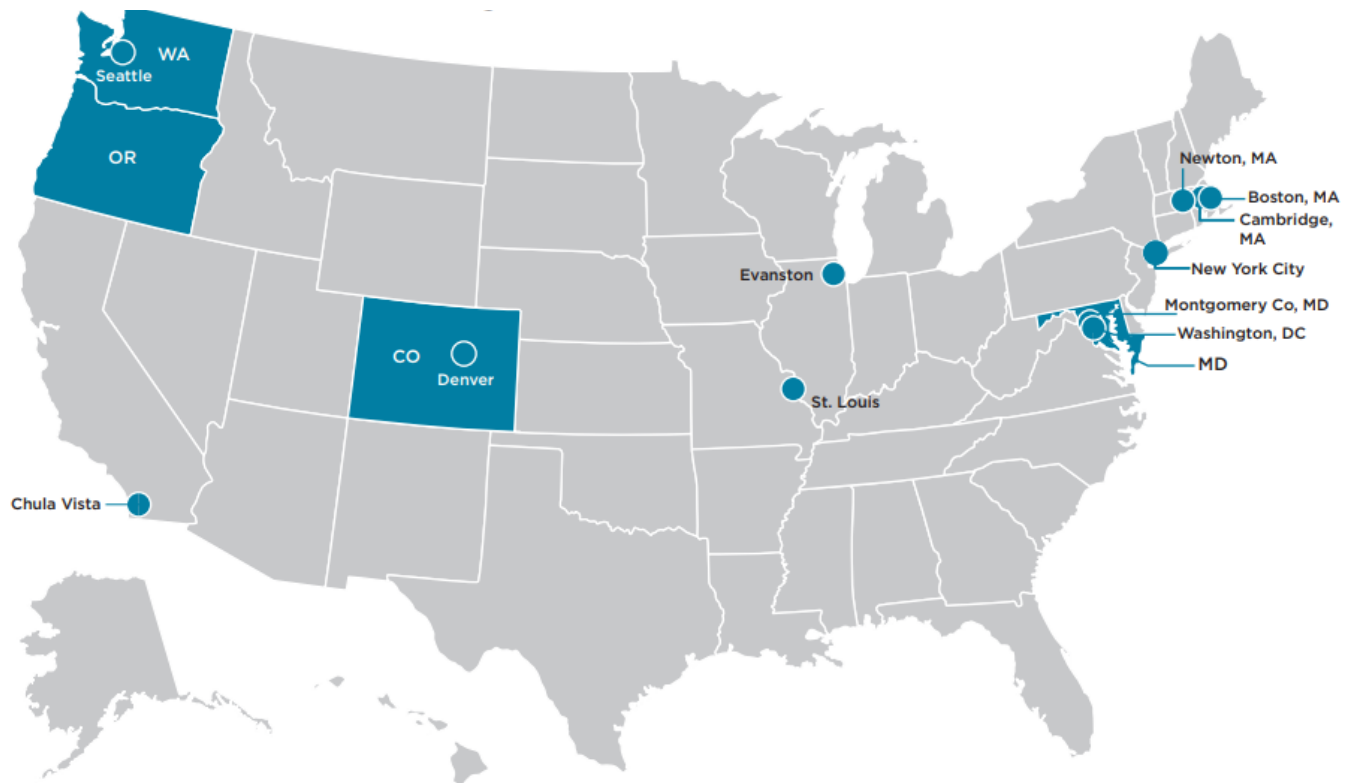 WA
Seattle
OR
CO
Denver
Chula Vista
Evanston
St. Louis
Newton, MA
Boston, MA
Cambridge,
MA
New York City
Montgomery Co, MD
Washington, DC
MD